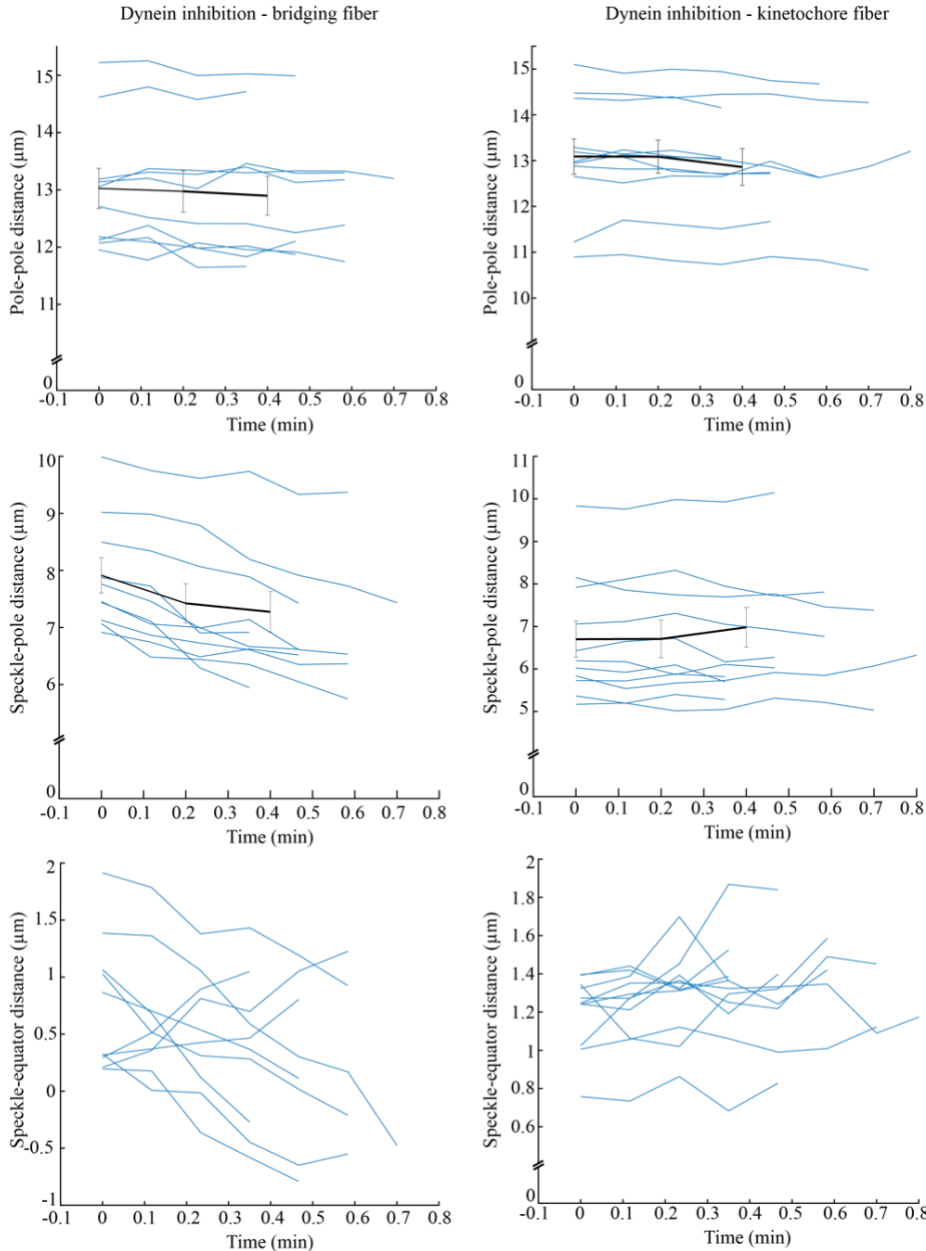 Dynein inhibition - bridging fiber
Dynein inhibition - kinetochore fiber
Pole-pole distance (μm)
15
14
13
12
11
0
-0.1 0 0.1 0.2 0.3 0.4 0.5 0.6 0.7 0.8
Time (min)
Pole-pole distance (μm)
15
14
13
12
11
10
0
-0.1 0 0.1 0.2 0.3 0.4 0.5 0.6 0.7 0.8
Time (min)
Speckle-pole distance (μm)
10
9
8
7
6
0
-0.1 0 0.1 0.2 0.3 0.4 0.5 0.6 0.7 0.8
Time (min)
Speckle-pole distance (μm)
11
10
9
8
7
6
5
0
-0.1 0 0.1 0.2 0.3 0.4 0.5 0.6 0.7 0.8
Time (min)
Speckle-equator distance (μm)
2
1.5
1
0.5
0
-0.5
-1
-0.1 0 0.1 0.2 0.3 0.4 0.5 0.6 0.7 0.8
Time (min)
Speckle-equator distance (μm)
2
1.8
1.6
1.4
1.2
1
0.8
0.6
0
-0.1 0 0.1 0.2 0.3 0.4 0.5 0.6 0.7 0.8
Time (min)